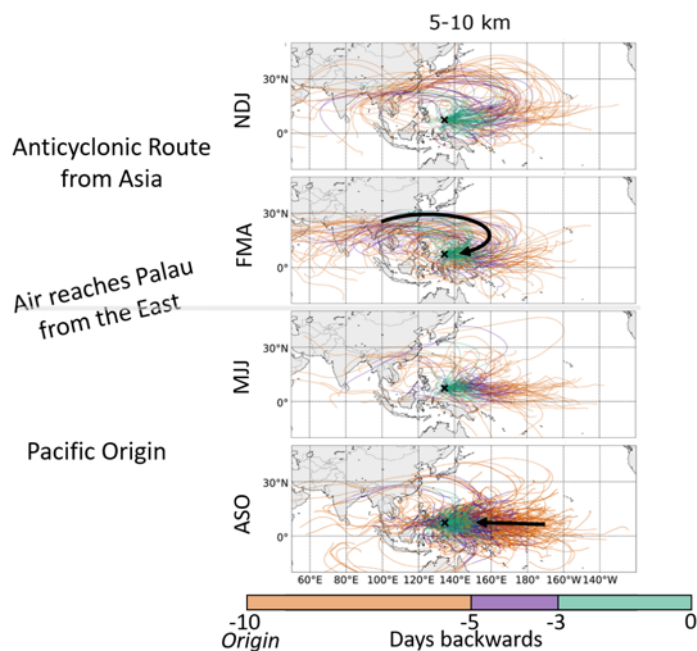 5-10 km
NDJ
30°N
0°
Anticyclonic Route
from Asia
FMA
30°N
0°
Air reaches Palau
from the East
MJJ
30°N
0°
Pacific Origin
ASO
30°N
0°
60°E 80°E 100°E 120°E 140°E 160°E 180°W 160°W 140°W
-10 -5 -3 0
Origin Days backwards